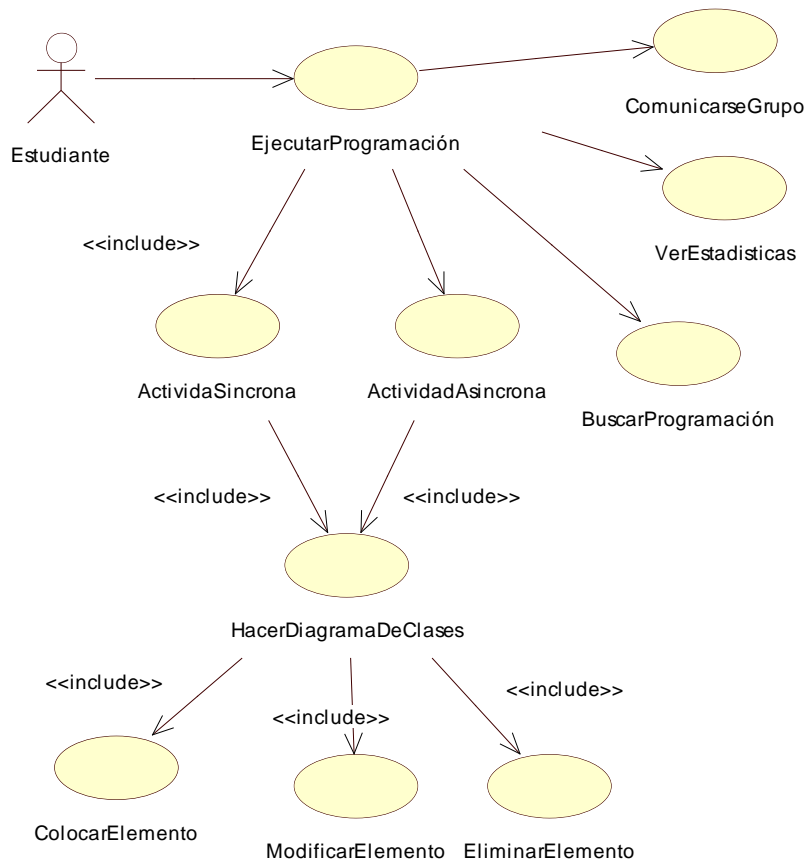 ComunicarseGrupo
Estudiante
EjecutarProgramación
VerEstadisticas
<<include>>
ActividaSincrona
ActividadAsincrona
BuscarProgramación
<<include>>
<<include>>
HacerDiagramaDeClases
<<include>>
<<include>>
<<include>>
ColocarElemento
ModificarElemento
EliminarElemento